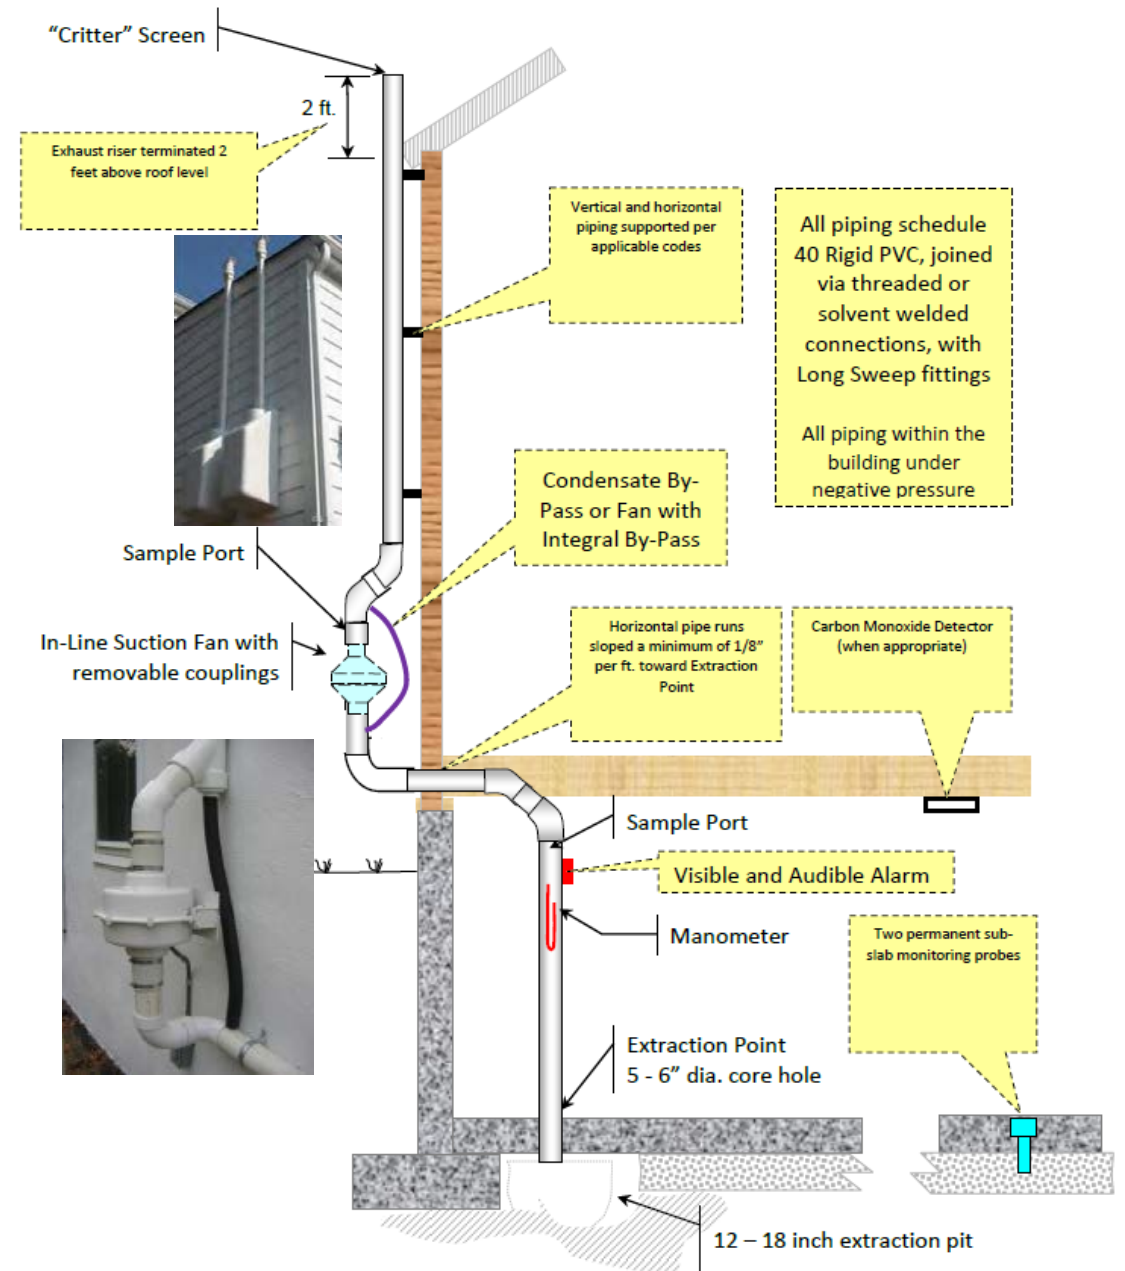 “Critter” Screen
2 ft.
Exhaust riser terminated 2
feet above roof level
Vertical and horizontal
piping supported per
applicable codes
All piping schedule
40 Rigid PVC, joined
via threaded or
solvent welded
connections, with
Long Sweep fittings
All piping within the
building under
negative pressure
Condensate By-
Pass or Fan with
Integral By-Pass
Sample Port
In-Line Suction Fan with
removable couplings
Horizontal pipe runs
sloped a minimum of 1/8”
per ft. toward Extraction
Point
Carbon Monoxide Detector
(when appropriate)
Sample Port
Visible and Audible Alarm
Manometer
Two permanent sub-
slab monitoring probes
Extraction Point
5 - 6” dia. core hole
12 – 18 inch extraction pit